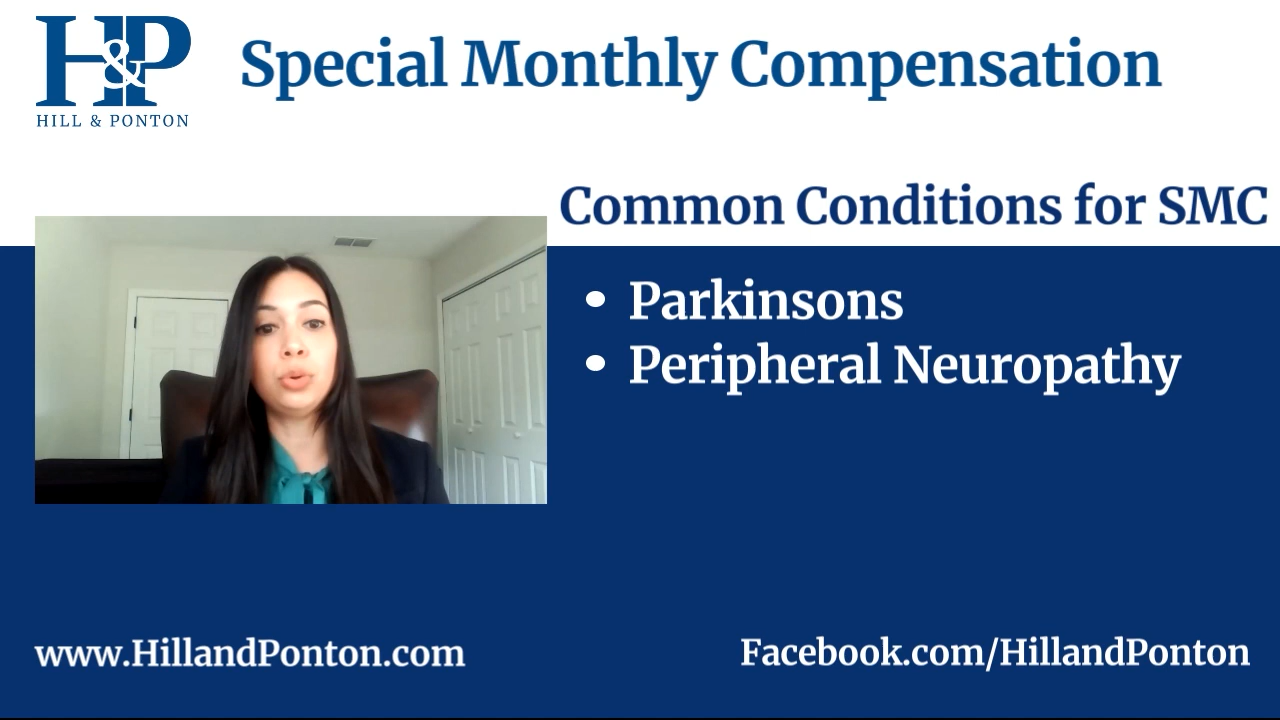 H&P
HILL & PONTON
Special Monthly Compensation
Common Conditions for SMC
• Parkinsons
• Peripheral Neuropathy
www.HillandPonton.com
Facebook.com/HillandPonton